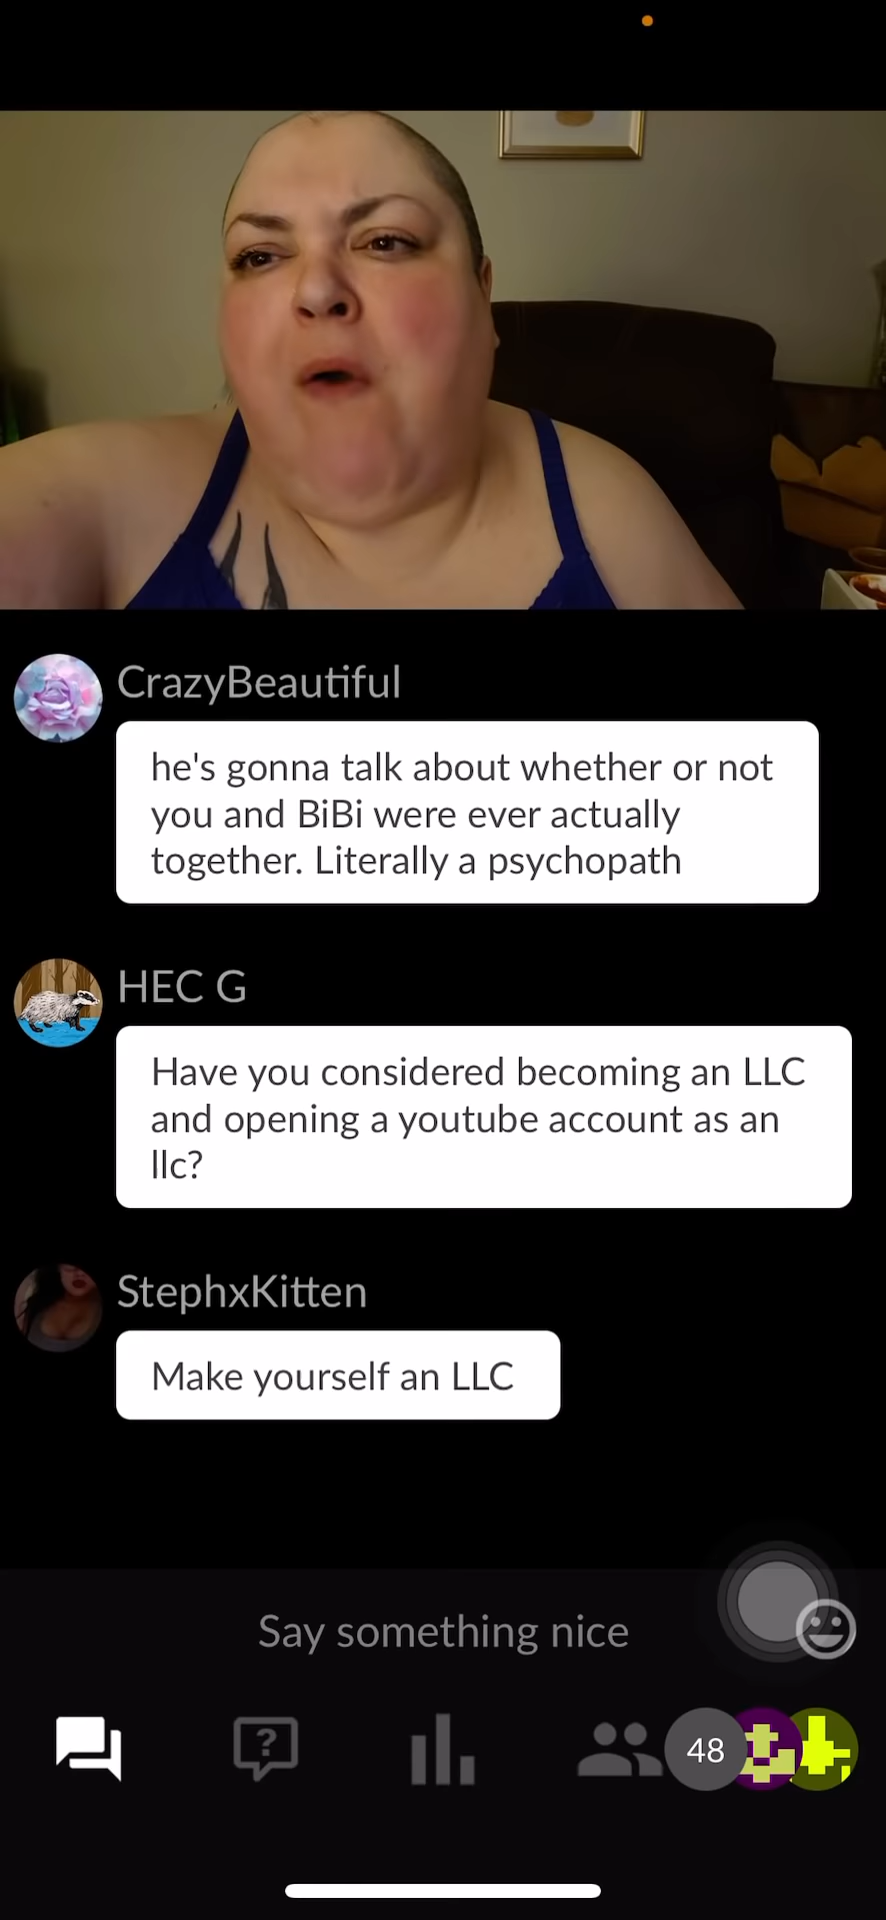 CrazyBeautiful
he's gonna talk about whether or not
you and BiBi were ever actually
together. Literally a psychopath
HEC G
Have you considered becoming an LLC
and opening a youtube account as an
llc?
StephxKitten
Make yourself an LLC
Say something nice
?
48